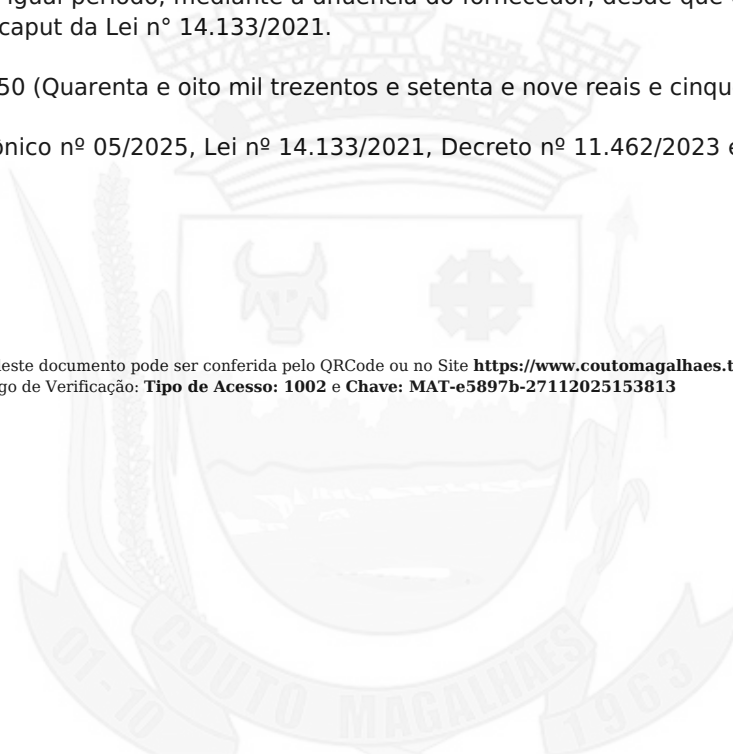 igual período, mediante a anuência do fornecedor, desde que
caput da Lei n° 14.133/2021.
50 (Quarenta e oito mil trezentos e setenta e nove reais e cinqu
ônico nº 05/2025, Lei nº 14.133/2021, Decreto nº 11.462/2023 e
deste documento pode ser conferida pelo QRCode ou no Site https://www.coutomagalhaes.t
go de Verificação: Tipo de Acesso: 1002 e Chave: MAT-e5897b-27112025153813
01-10 COUTO MAGALHÃES 1963